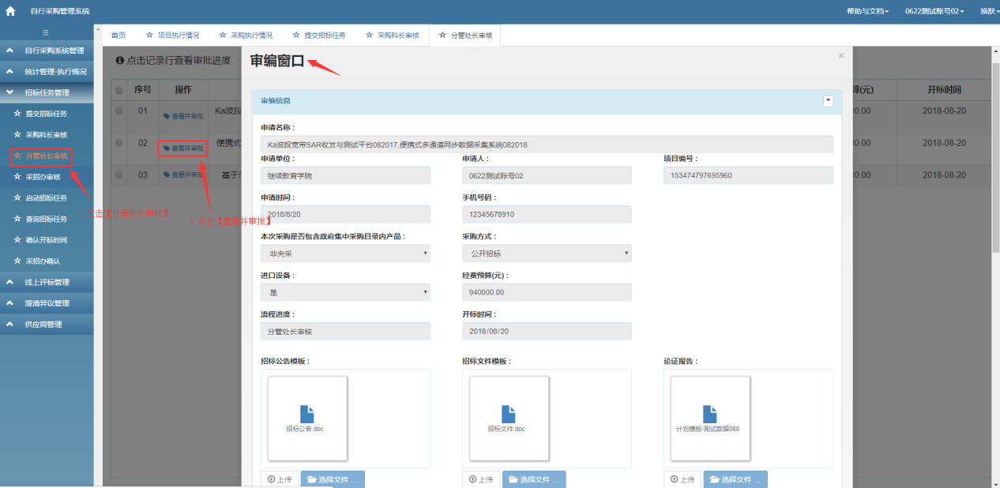 自行采购管理系统
帮助与文档
0622测试账号02
换肤
自行采购系统管理
统计管理-执行情况
招标任务管理
提交招标任务
采购科长审核
分管处长审核
采招办审核
启动招标任务
查询招标任务
确认开标时间
采招办确认
线上评标管理
澄清异议管理
供应商管理
首页
项目执行情况
采购执行情况
提交招标任务
采购科长审核
分管处长审核
点击记录行查看审批进度
序号 操作
01 查看并审批 Ka波段
02 查看并审批 便携式
03 查看并审批 基于
算(元) 开标时间
0.00 2018-08-20
0.00 2018-08-20
0.00 2018-08-20
1. 点击【分管处长审核】
2. 点击【查看并审批】
审编窗口
×
审编信息
申请名称：
Ka波段宽带SAR收发与测试平台082017,便携式多通道同步数据采集系统082018
申请单位： 申请人： 项目编号：
继续教育学院 0622测试账号02 153474797695960
申请时间： 手机号码：
2018/8/20 12345678910
本次采购是否包含政府集中采购目录内产品： 采购方式：
非央采 公开招标
进口设备： 经费预算(元)：
是 940000.00
流程进度： 开标时间：
分管处长审核 2018/08/20
招标公告模板： 招标文件模板： 论证报告：
招标公告.doc 招标文件.doc 计划模板-测试数据080
上传 选择文件 ... 上传 选择文件 ... 上传 选择文件 ...